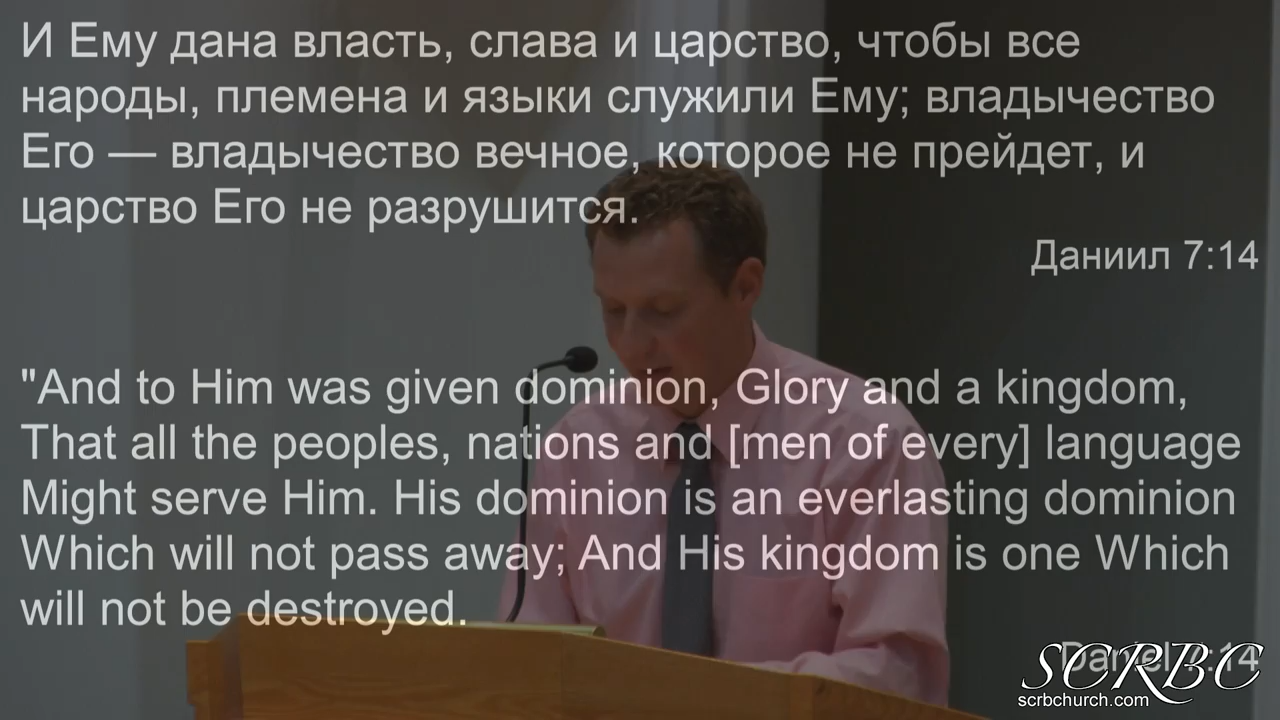 И Ему дана власть, слава и царство, чтобы все
народы, племена и языки служили Ему; владычество
Его — владычество вечное, которое не прейдет, и
царство Его не разрушится.
Даниил 7:14
"And to Him was given dominion, Glory and a kingdom,
That all the peoples, nations and [men of every] language
Might serve Him. His dominion is an everlasting dominion
Which will not pass away; And His kingdom is one Which
will not be destroyed.
Daniel 7:14
SCRBC
scrbchurch.com